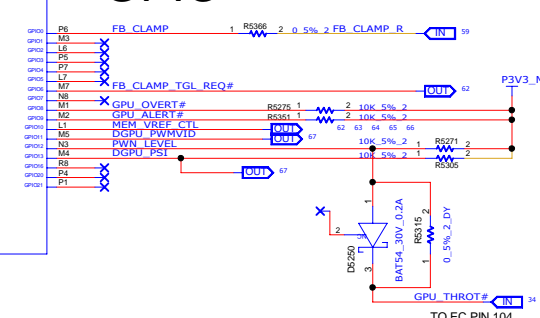 GPIO0 P6 FB_CLAMP 1 R5366 2 0_5%_2 FB_CLAMP_R IN 59
GPIO1 M3
GPIO2 L6
GPIO3 P5
GPIO4 P7
GPIO5 L7
GPIO6 M7 FB_CLAMP_TGL_REQ# OUT 62
P3V3_
GPIO7 N8
GPIO8 M1 GPU_OVERT# R5275 1 2 10K_5%_2
GPIO9 M2 GPU_ALERT# R5351 1 2 10K_5%_2
GPIO10 L1 MEM_VREF_CTL OUT 62 63 64 65 66
GPIO11 M5 DGPU_PWMVID OUT 67
GPIO12 N3 PWN_LEVEL 10K_5%_2 1 R5271 2
GPIO13 M4 DGPU_PSI 10K_5%_2 1 R5305 2
GPIO16 R8
GPIO20 P4 OUT 67
GPIO21 P1
1
2
NC
3
D5250
BAT54_30V_0.2A
R5315
2
1
0_5%_2_DY
GPU_THROT# IN 34
TO EC PIN 104